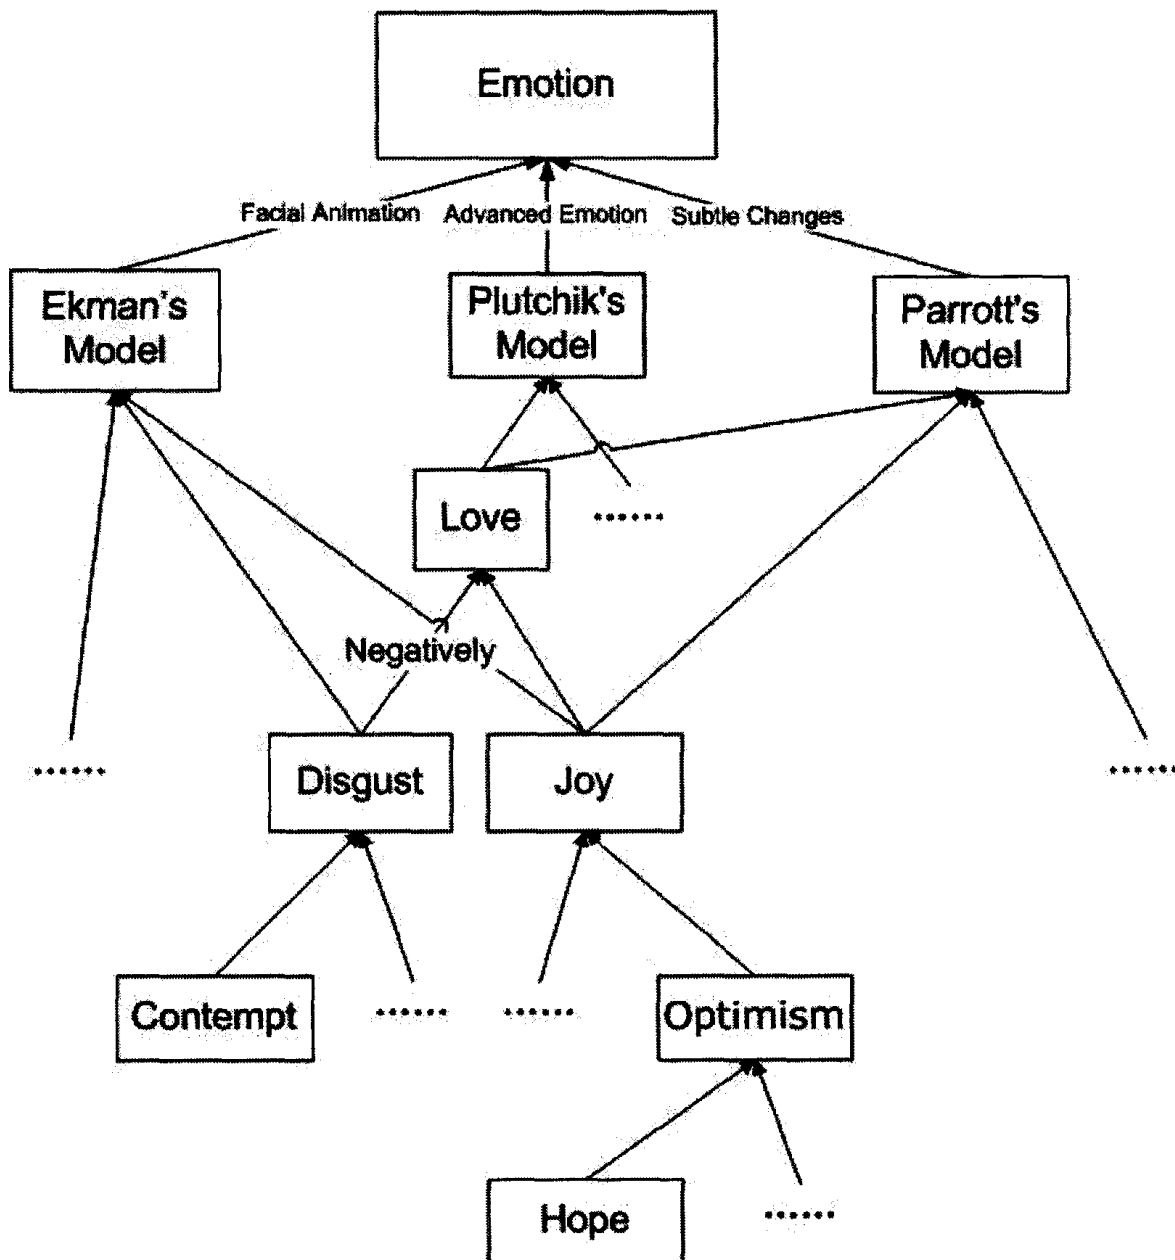 Emotion
Facial Animation
Advanced Emotion
Subtle Changes
Ekman's
Model
Plutchik's
Model
Parrott's
Model
Love
......
Negatively
......
Disgust
Joy
......
Contempt
......
......
Optimism
Hope
......